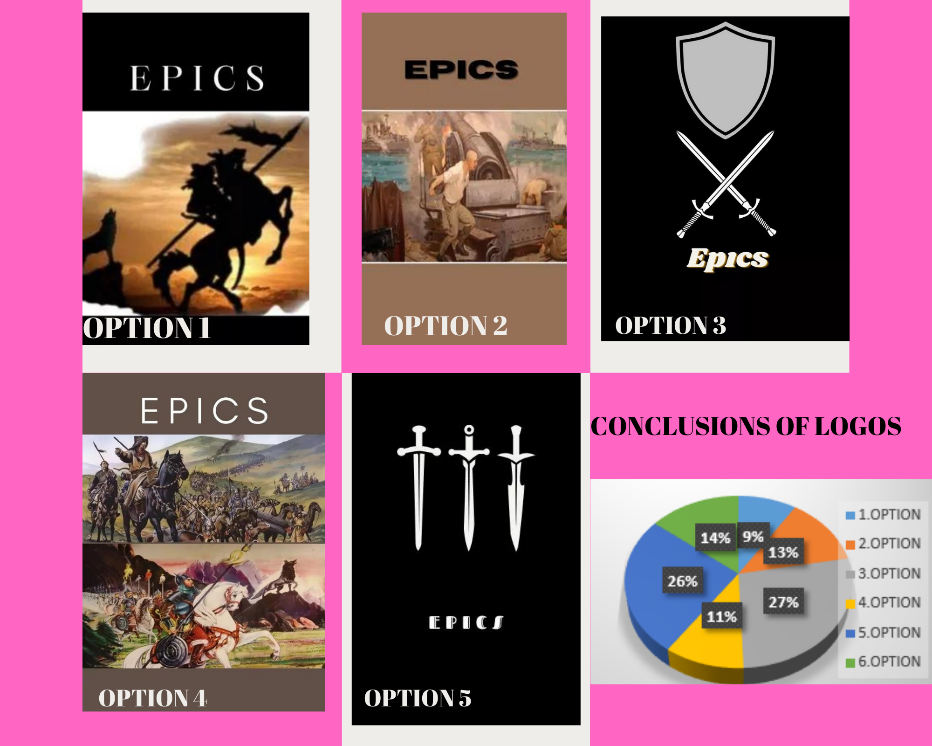 EPICS
OPTION 1
EPICS
OPTION 2
Epics
OPTION 3
EPICS
OPTION 4
EPICS
OPTION 5
CONCLUSIONS OF LOGOS
14%
9%
13%
26%
27%
11%
1.OPTION
2.OPTION
3.OPTION
4.OPTION
5.OPTION
6.OPTION